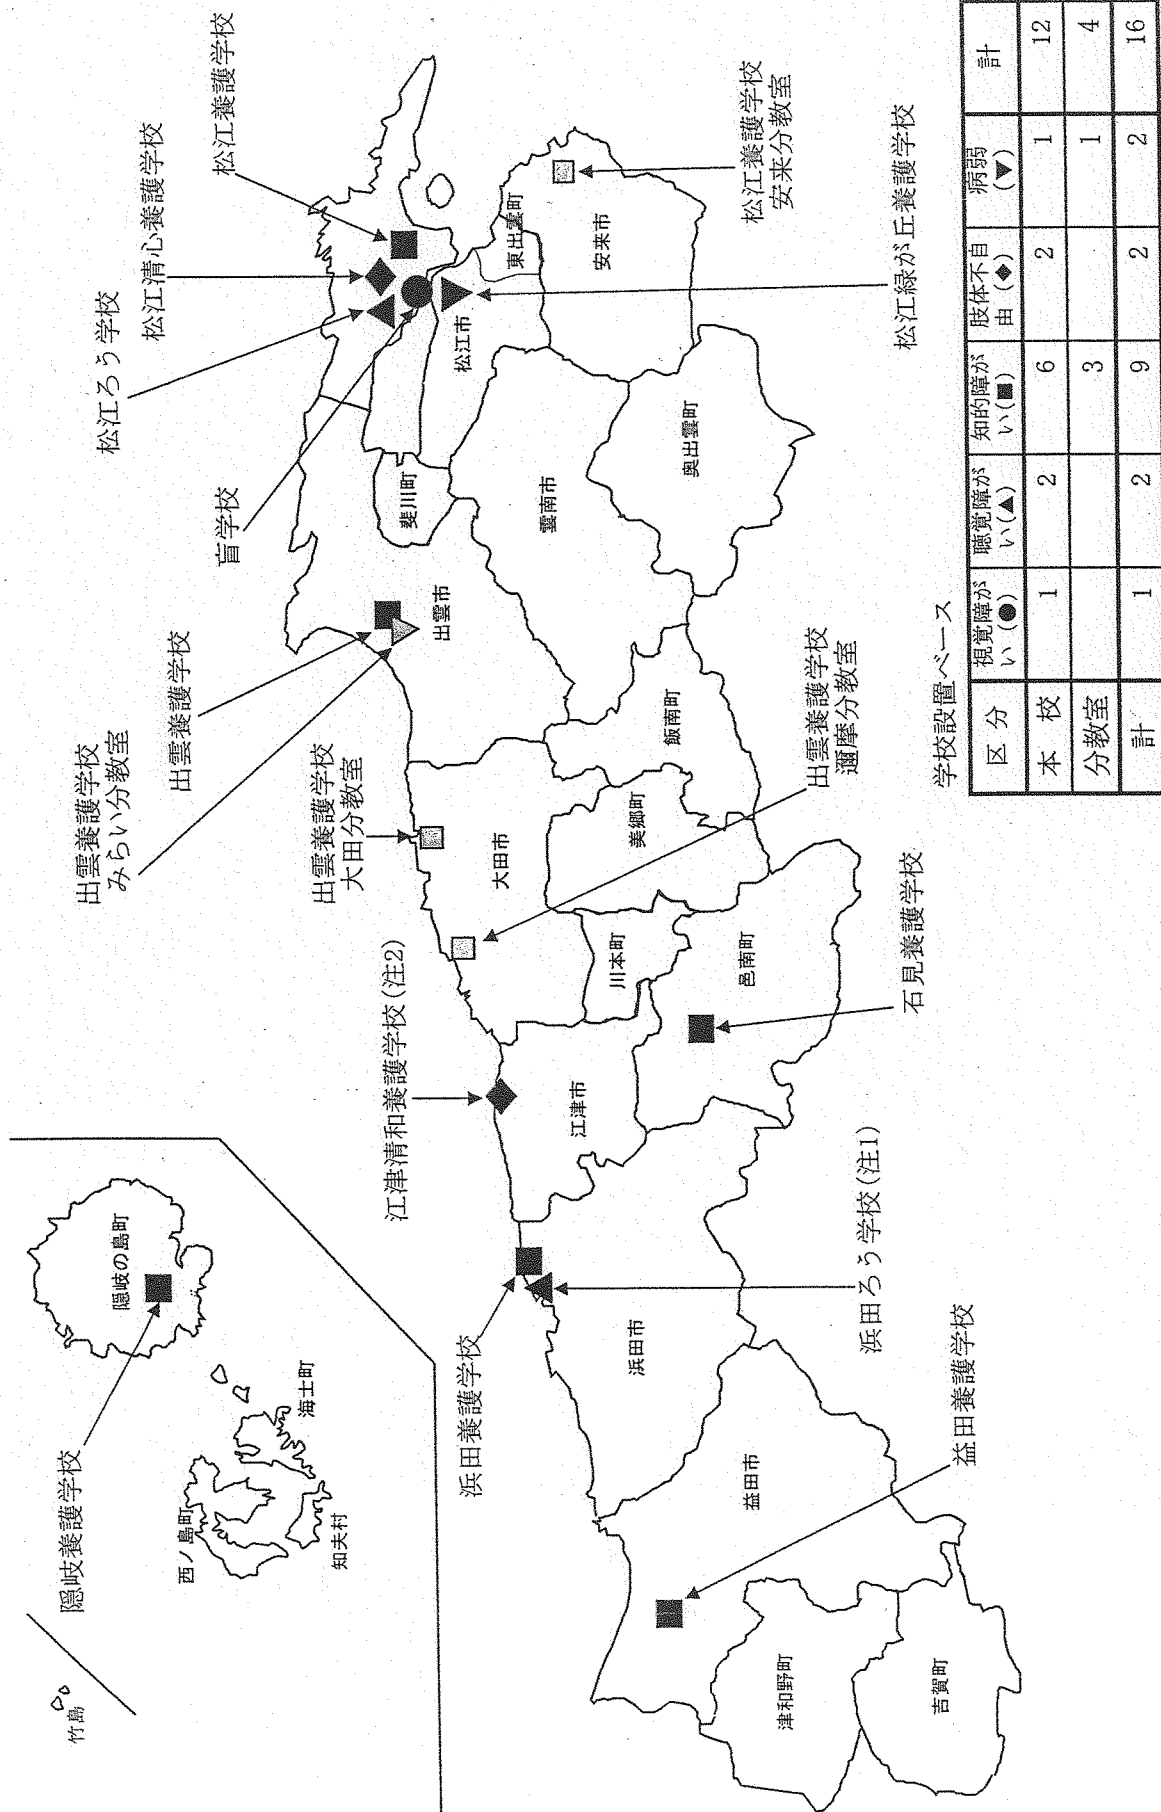 竹島
隠岐養護学校
西ノ島町
知夫村
海士町
隠岐の島町
出雲養護学校
みらい分教室
出雲養護学校
盲学校
松江ろう学校
松江清心養護学校
松江養護学校
出雲養護学校
大田分教室
江津清和養護学校(注2)
浜田養護学校
斐川町
出雲市
松江市
東出雲町
安来市
雲南市
奥出雲町
飯南町
大田市
美郷町
川本町
邑南町
江津市
浜田市
益田市
津和野町
吉賀町
松江養護学校
安来分教室
松江緑が丘養護学校
出雲養護学校
邇摩分教室
石見養護学校
浜田ろう学校(注1)
益田養護学校
学校設置ベース
区 分 視覚障がい(●) 聴覚障がい(▲) 知的障がい(■) 肢体不自由(◆) 病弱(▼) 計
本 校 1 2 6 2 1 12
分教室 3 1 4
計 1 2 9 2 2 16